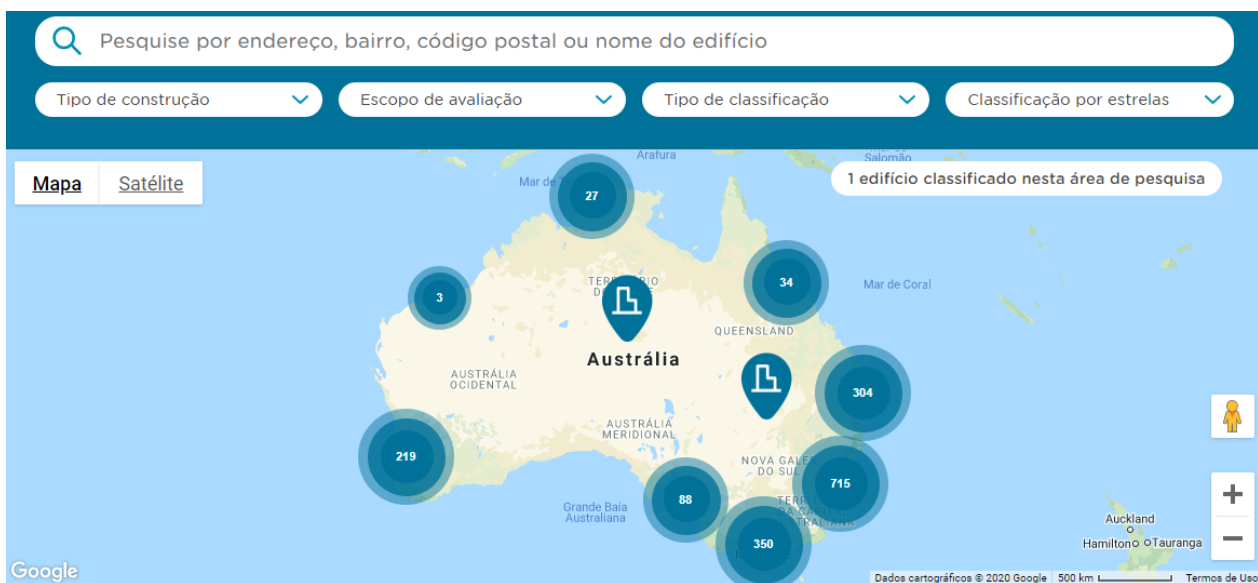 Pesquise por endereço, bairro, código postal ou nome do edifício
Tipo de construção
Escopo de avaliação
Tipo de classificação
Classificação por estrelas
Arafura
Salomão
Mapa
Satélite
Mar de
1 edifício classificado nesta área de pesquisa
27
3
34
Mar de Coral
QUEENSLAND
Austrália
AUSTRÁLIA
OCIDENTAL
304
AUSTRÁLIA
MERIDIONAL
219
NOVA GALES
DO SUL
715
88
Grande Baía
Australiana
350
Auckland
Hamilton
Tauranga
Google
Dados cartográficos © 2020 Google
500 km
Termos de Uso